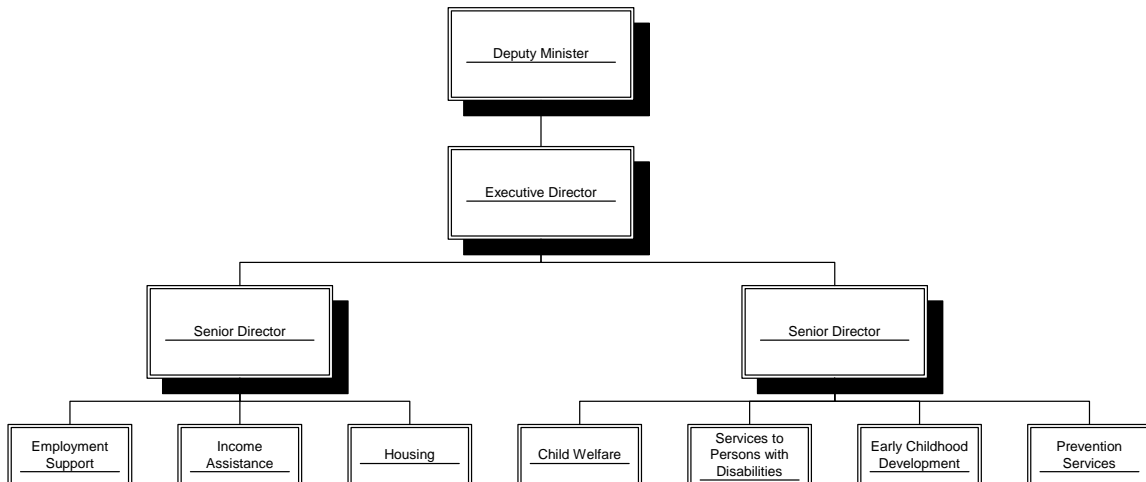 Deputy Minister
Executive Director
Senior Director
Senior Director
Employment
Support
Income
Assistance
Housing
Child Welfare
Services to
Persons with
Disabilities
Early Childhood
Development
Prevention
Services